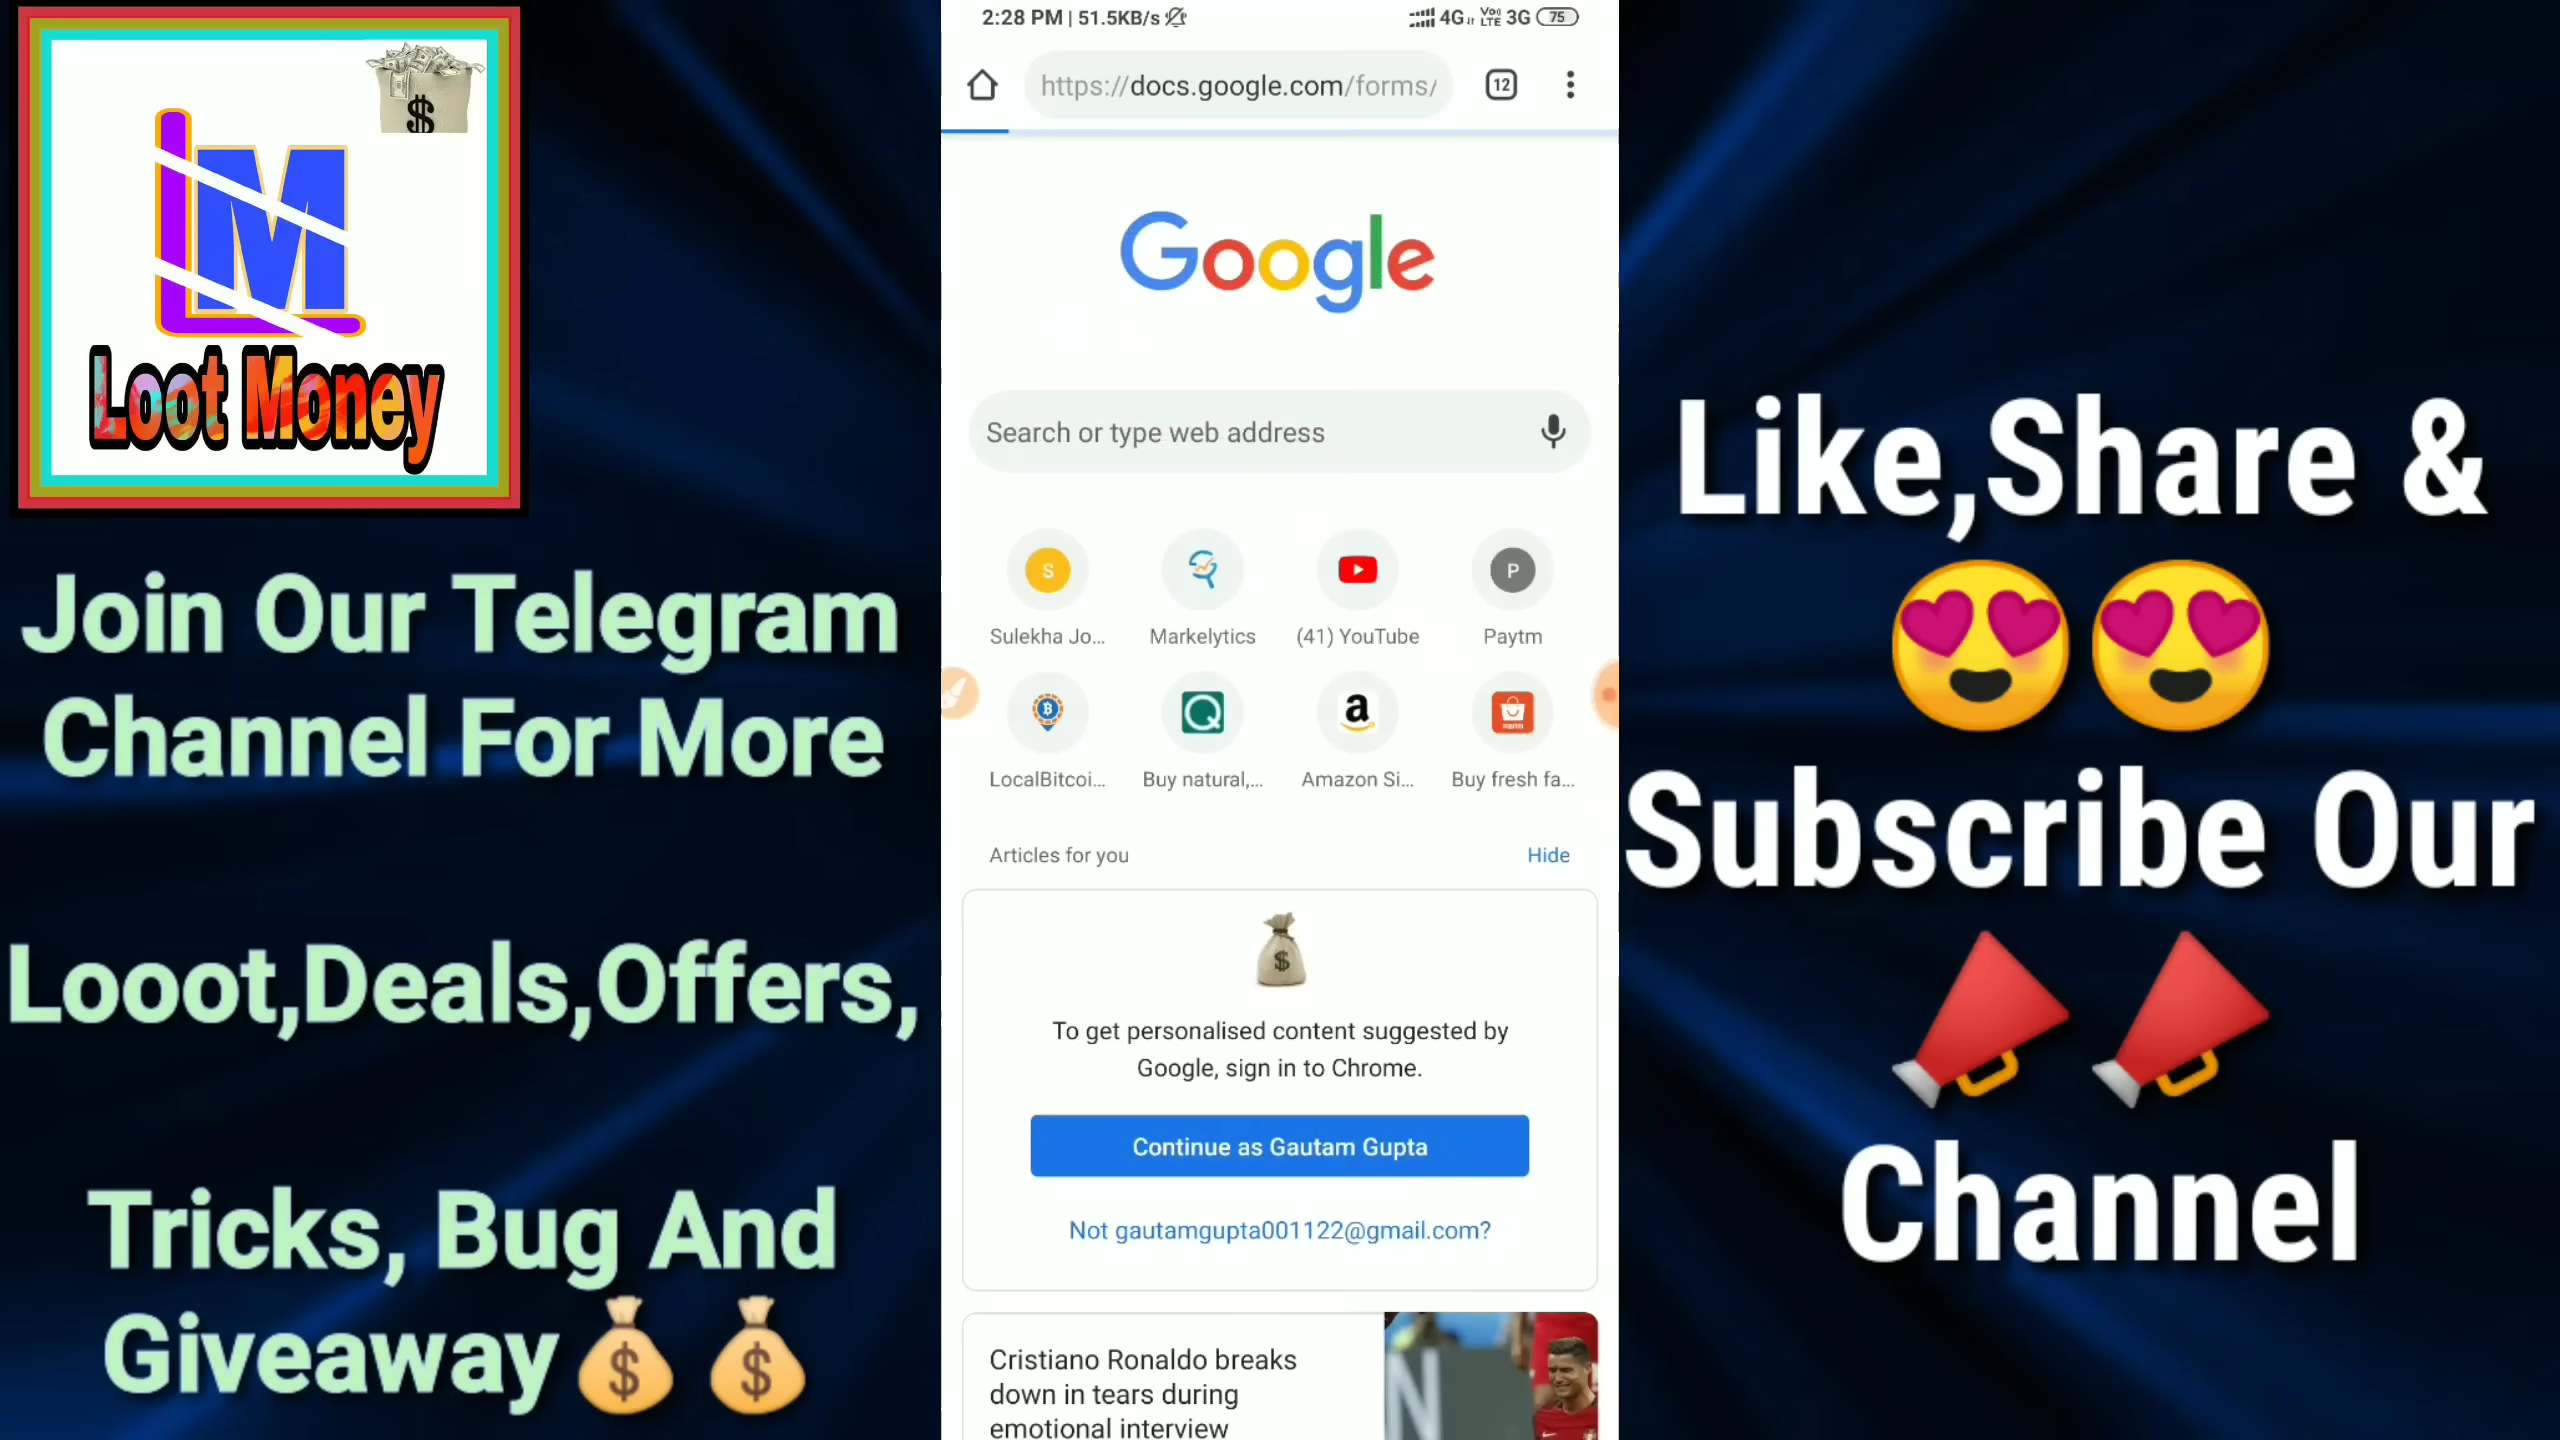 $
LM
Loot Money
Join Our Telegram
Channel For More
Looot,Deals,Offers,
Tricks, Bug And
Giveaway
2:28 PM | 51.5KB/s
4G Vo) LTE 3G 75
https://docs.google.com/forms/
12
Google
Search or type web address
S
P
Sulekha Jo...
Markelytics
(41) YouTube
Paytm
LocalBitcoi...
Buy natural,...
Amazon Si...
Buy fresh fa...
Articles for you
Hide
$
To get personalised content suggested by
Google, sign in to Chrome.
Continue as Gautam Gupta
Not gautamgupta001122@gmail.com?
Cristiano Ronaldo breaks
down in tears during
emotional interview
N
Like,Share &
Subscribe Our
Channel